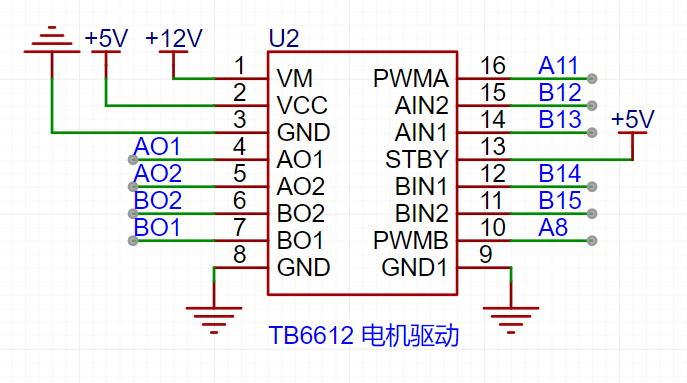 +5V +12V U2
1 VM PWMA 16 A11
2 VCC AIN2 15 B12
3 GND AIN1 14 B13 +5V
AO1 4 AO1 STBY 13
AO2 5 AO2 BIN1 12 B14
BO2 6 BO2 BIN2 11 B15
BO1 7 BO1 PWMB 10 A8
8 GND GND1 9
TB6612 电机驱动